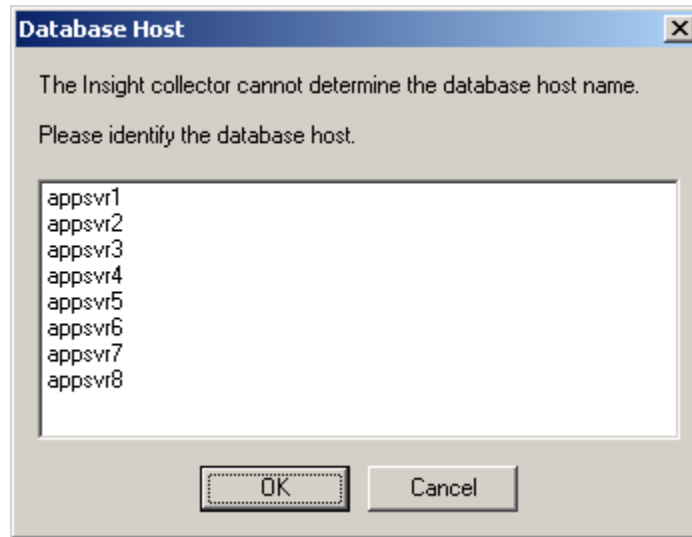 Database Host
The Insight collector cannot determine the database host name.
Please identify the database host.
appsvr1
appsvr2
appsvr3
appsvr4
appsvr5
appsvr6
appsvr7
appsvr8
OK
Cancel